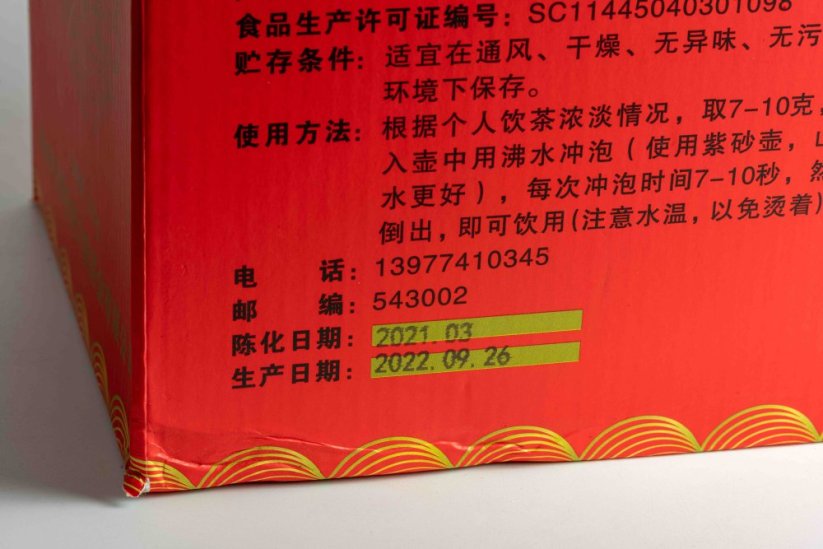 食品生产许可证编号：SC11445040301098
贮存条件：适宜在通风、干燥、无异味、无污
环境下保存。
使用方法：根据个人饮茶浓淡情况，取7-10克，
入壶中用沸水冲泡（使用紫砂壶，山
水更好），每次冲泡时间7-10秒，然
倒出，即可饮用(注意水温，以免烫着)
电 话：13977410345
邮 编：543002
陈化日期：2021.03
生产日期：2022.09.26